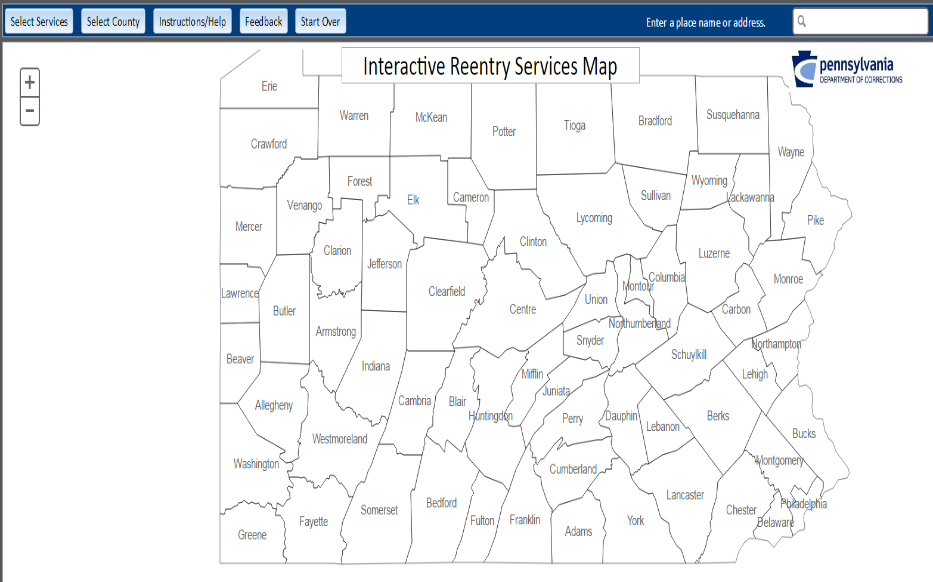 Select Services
Select County
Instructions/Help
Feedback
Start Over
Enter a place name or address.
Interactive Reentry Services Map
pennsylvania
DEPARTMENT OF CORRECTIONS
+
−
Erie
Warren
McKean
Potter
Tioga
Bradford
Susquehanna
Crawford
Wayne
Forest
Elk
Cameron
Sullivan
Wyoming
Lackawanna
Venango
Mercer
Lycoming
Pike
Clarion
Clinton
Luzerne
Jefferson
Lawrence
Clearfield
Columbia
Monroe
Montour
Butler
Centre
Union
Carbon
Armstrong
Northumberland
Snyder
Northampton
Beaver
Schuylkill
Indiana
Mifflin
Lehigh
Juniata
Allegheny
Cambria
Blair
Huntingdon
Perry
Dauphin
Lebanon
Berks
Westmoreland
Bucks
Washington
Cumberland
Montgomery
Lancaster
Philadelphia
Bedford
Somerset
Chester
Fayette
Fulton
Franklin
York
Delaware
Greene
Adams